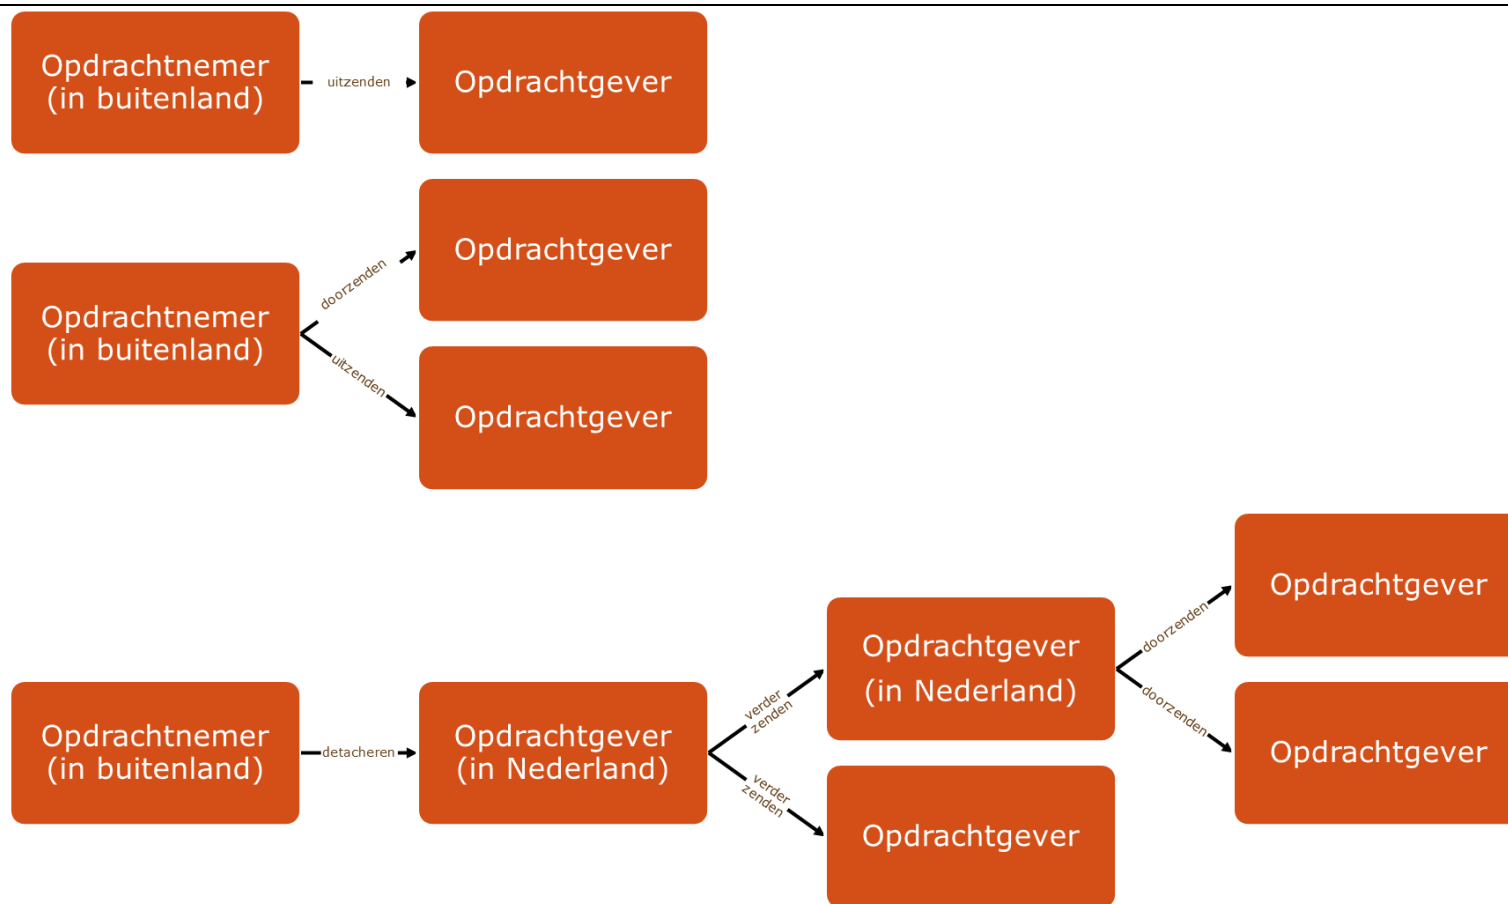 Opdrachtnemer
(in buitenland)
uitzenden
Opdrachtgever
Opdrachtnemer
(in buitenland)
doorzenden
Opdrachtgever
uitzenden
Opdrachtgever
Opdrachtnemer
(in buitenland)
detacheren
Opdrachtgever
(in Nederland)
verder
zenden
Opdrachtgever
(in Nederland)
doorzenden
Opdrachtgever
doorzenden
Opdrachtgever
verder
zenden
Opdrachtgever